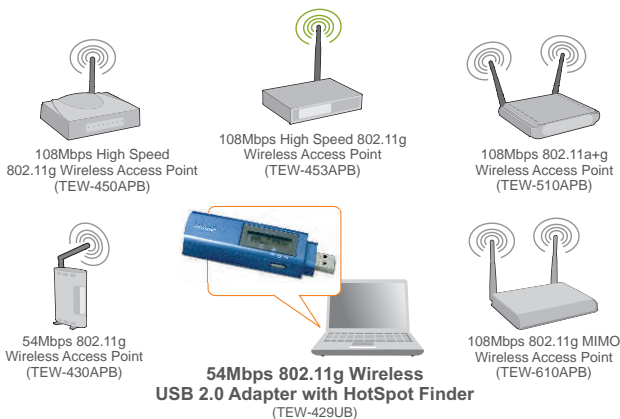 108Mbps High Speed
802.11g Wireless Access Point
(TEW-450APB)
108Mbps High Speed 802.11g
Wireless Access Point
(TEW-453APB)
108Mbps 802.11a+g
Wireless Access Point
(TEW-510APB)
54Mbps 802.11g
Wireless Access Point
(TEW-430APB)
108Mbps 802.11g MIMO
Wireless Access Point
(TEW-610APB)
54Mbps 802.11g Wireless
USB 2.0 Adapter with HotSpot Finder
(TEW-429UB)